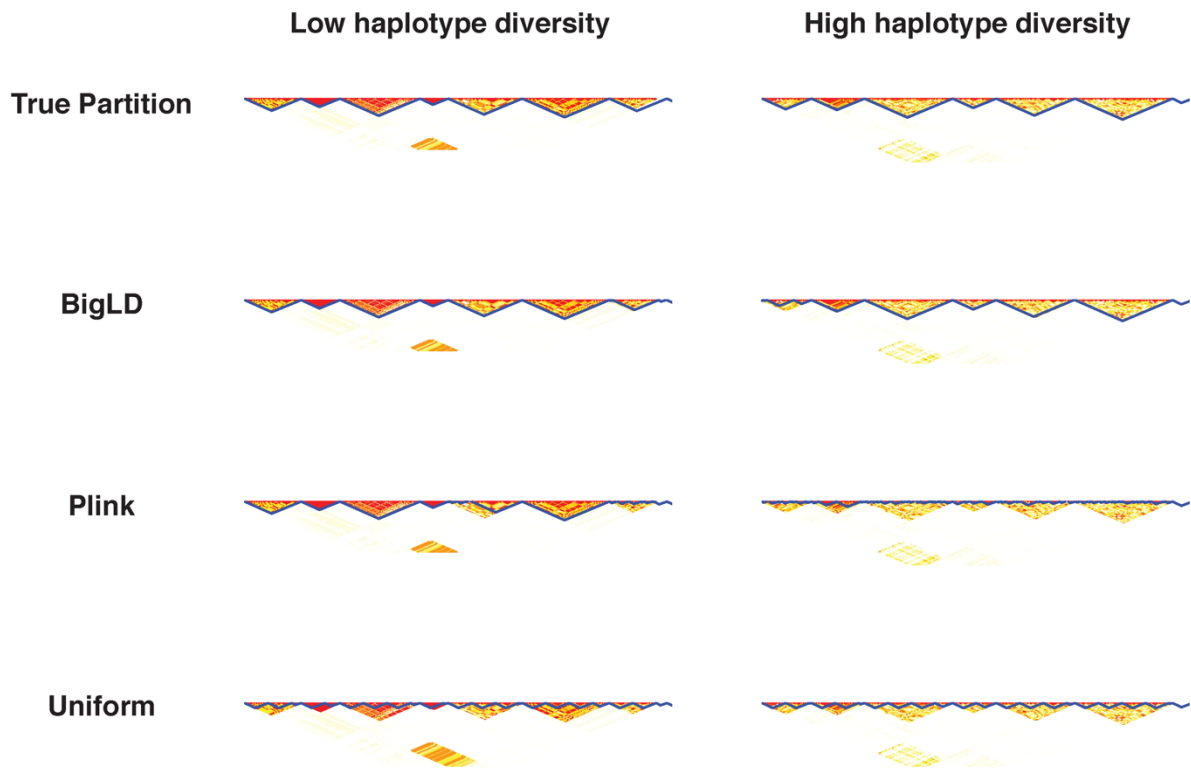 Low haplotype diversity
High haplotype diversity
True Partition
BigLD
Plink
Uniform